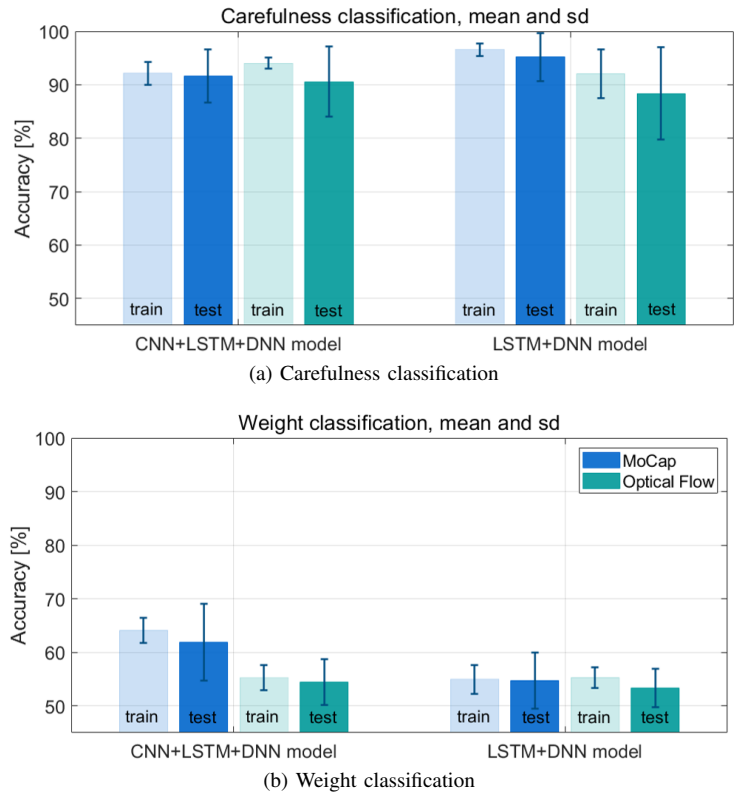 Carefulness classification, mean and sd
100
90
80
70
60
50
Accuracy [%]
train
test
train
test
train
test
train
test
CNN+LSTM+DNN model
LSTM+DNN model
(a) Carefulness classification
Weight classification, mean and sd
100
90
80
70
60
50
Accuracy [%]
MoCap
Optical Flow
train
test
train
test
train
test
train
test
CNN+LSTM+DNN model
LSTM+DNN model
(b) Weight classification